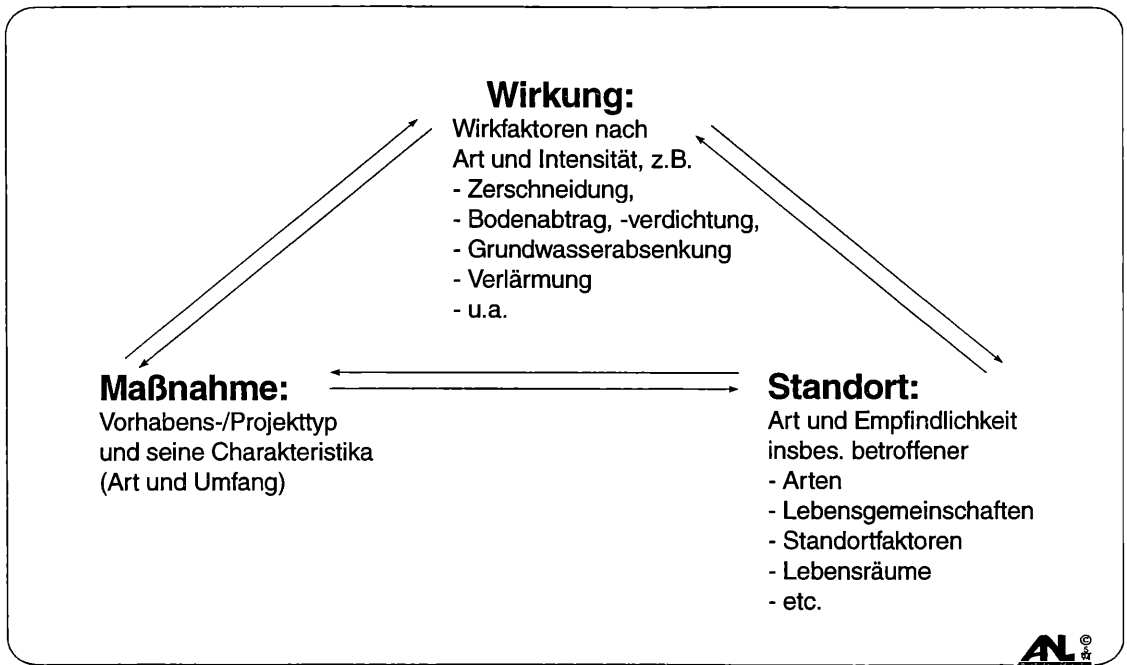 Wirkung:
Wirkfaktoren nach
Art und Intensität, z.B.
- Zerschneidung,
- Bodenabtrag, -verdichtung,
- Grundwasserabsenkung
- Verlärmung
- u.a.
Maßnahme:
Vorhabens-/Projekttyp
und seine Charakteristika
(Art und Umfang)
Standort:
Art und Empfindlichkeit
insbes. betroffener
- Arten
- Lebensgemeinschaften
- Standortfaktoren
- Lebensräume
- etc.
ANL ©